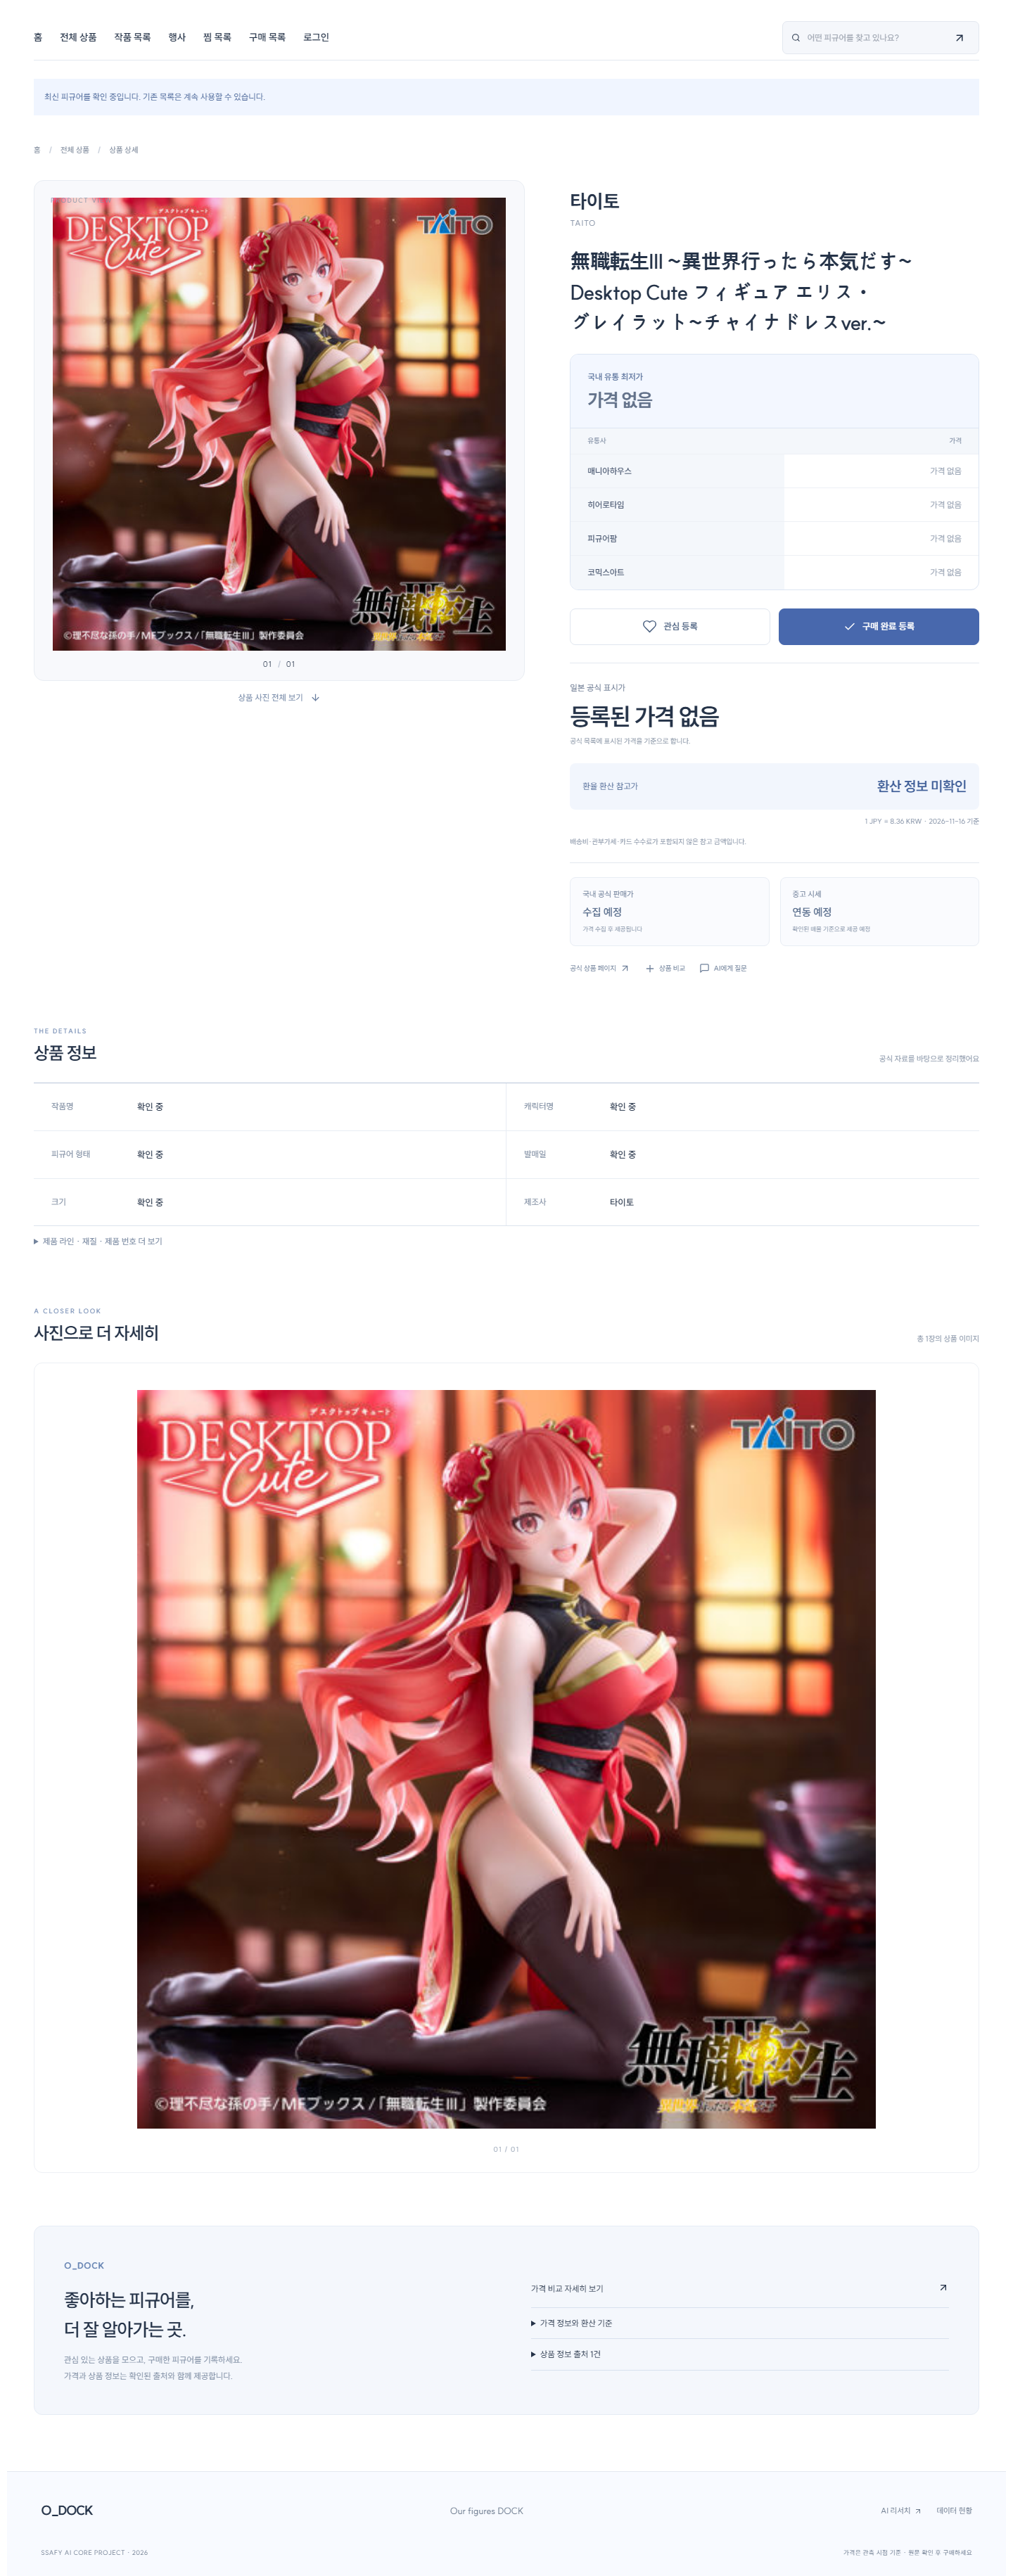 홈 전체 상품 작품 목록 행사 찜 목록 구매 목록 로그인
어떤 피규어를 찾고 있나요?
최신 피규어를 확인 중입니다. 기존 목록은 계속 사용할 수 있습니다.
홈 / 전체 상품 / 상품 상세
デスクトップキュート
DESKTOP
Cute
TAITO
無職転生
©理不尽な孫の手/MFブックス/「無職転生Ⅲ」製作委員会
01 / 01
상품 사진 전체 보기
타이토
TAITO
無職転生Ⅲ ~異世界行ったら本気だす~
Desktop Cute フィギュア エリス・
グレイラット~チャイナドレスver.~
국내 유통 최저가
가격 없음
유통사 가격
매니아하우스 가격 없음
히어로타임 가격 없음
피규어팜 가격 없음
코믹스아트 가격 없음
관심 등록
구매 완료 등록
일본 공식 표시가
등록된 가격 없음
공식 목록에 표시된 가격을 기준으로 합니다.
환율 환산 참고가 환산 정보 미확인
1 JPY = 8.36 KRW · 2026-11-16 기준
배송비·관부가세·카드 수수료가 포함되지 않은 참고 금액입니다.
국내 공식 판매가
수집 예정
가격 수집 후 제공됩니다
중고 시세
연동 예정
확인된 매물 기준으로 제공 예정
공식 상품 페이지 상품 비교 AI에게 질문
THE DETAILS
상품 정보
공식 자료를 바탕으로 정리했어요
작품명 확인 중 캐릭터명 확인 중
피규어 형태 확인 중 발매일 확인 중
크기 확인 중 제조사 타이토
▶ 제품 라인 · 재질 · 제품 번호 더 보기
A CLOSER LOOK
사진으로 더 자세히
총 1장의 상품 이미지
デスクトップキュート
DESKTOP
Cute
TAITO
無職転生
©理不尽な孫の手/MFブックス/「無職転生Ⅲ」製作委員会
01 / 01
O_DOCK
좋아하는 피규어를,
더 잘 알아가는 곳.
관심 있는 상품을 모으고, 구매한 피규어를 기록하세요.
가격과 상품 정보는 확인된 출처와 함께 제공합니다.
가격 비교 자세히 보기
▶ 가격 정보와 환산 기준
▶ 상품 정보 출처 1건
O_DOCK
Our figures DOCK
AI 리서치 데이터 현황
SSAFY AI CORE PROJECT · 2026
가격은 관측 시점 기준 · 원문 확인 후 구매하세요